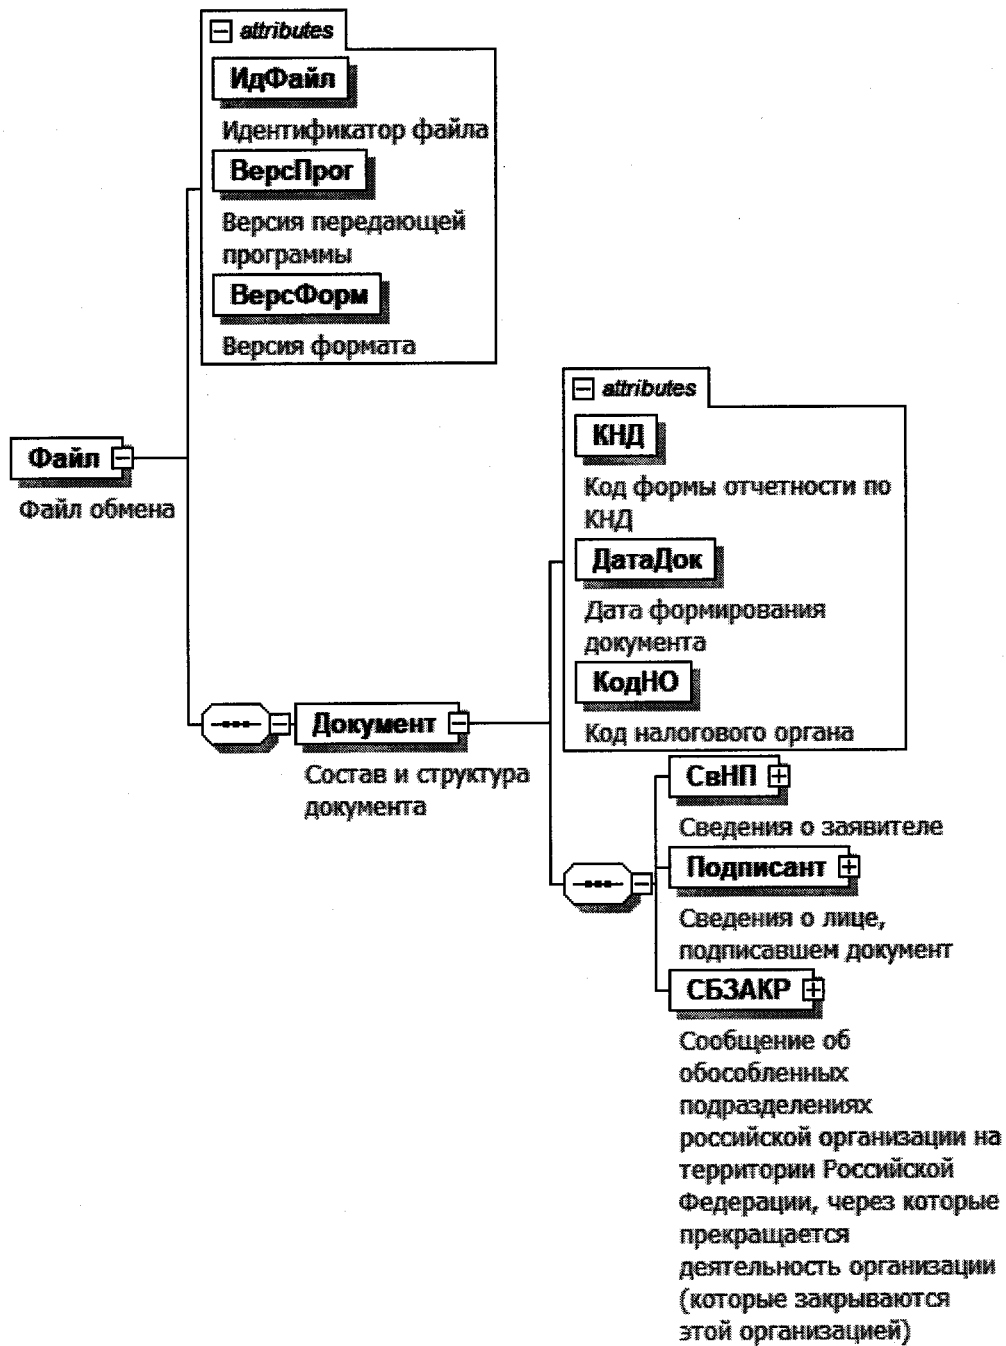 attributes
ИдФайл
Идентификатор файла
ВерсПрог
Версия передающей
программы
ВерсФорм
Версия формата
Файл
Файл обмена
attributes
КНД
Код формы отчетности по
КНД
ДатаДок
Дата формирования
документа
КодНО
Код налогового органа
Документ
Состав и структура
документа
СвНП
Сведения о заявителе
Подписант
Сведения о лице,
подписавшем документ
СБЗАКР
Сообщение об
обособленных
подразделениях
российской организации на
территории Российской
Федерации, через которые
прекращается
деятельность организации
(которые закрываются
этой организацией)